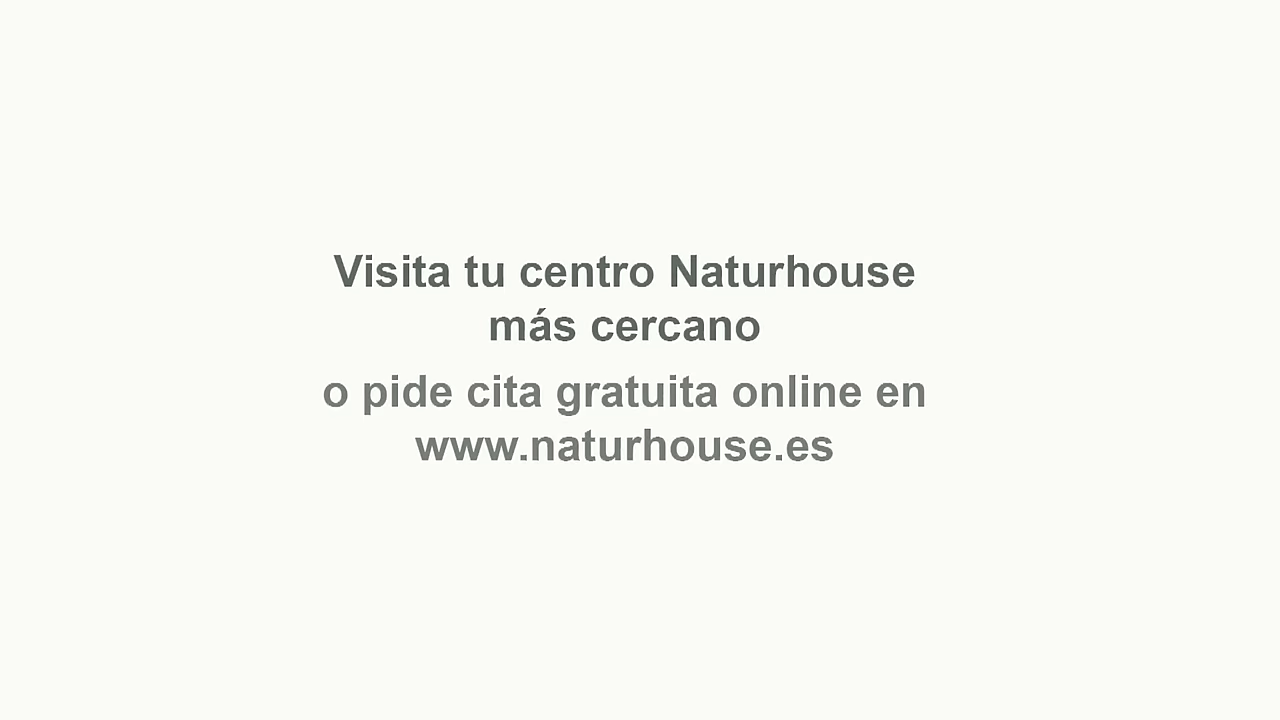 Visita tu centro Naturhouse
más cercano
o pide cita gratuita online en
www.naturhouse.es